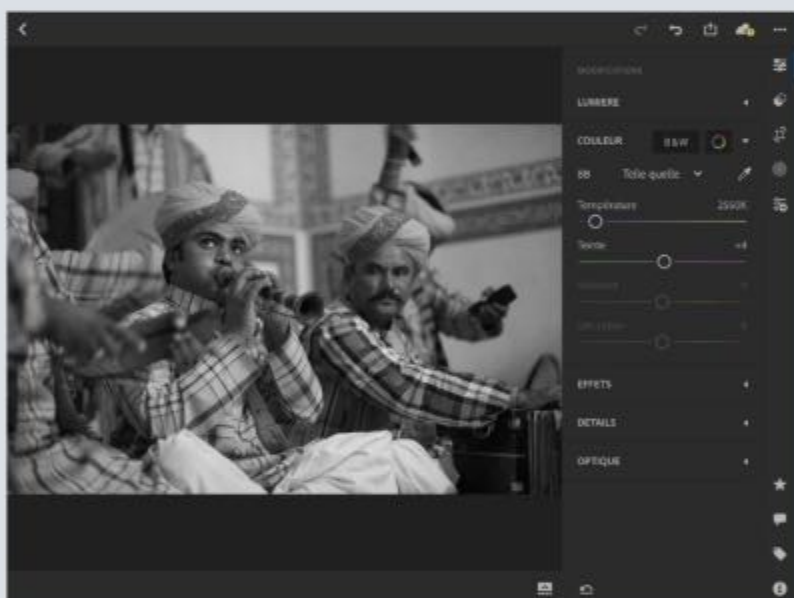 MODIFICATIONS
LUMIERE
COULEUR B&W
BB Telle quelle
Température 2550K
Teinte +4
EFFETS
DETAILS
OPTIQUE